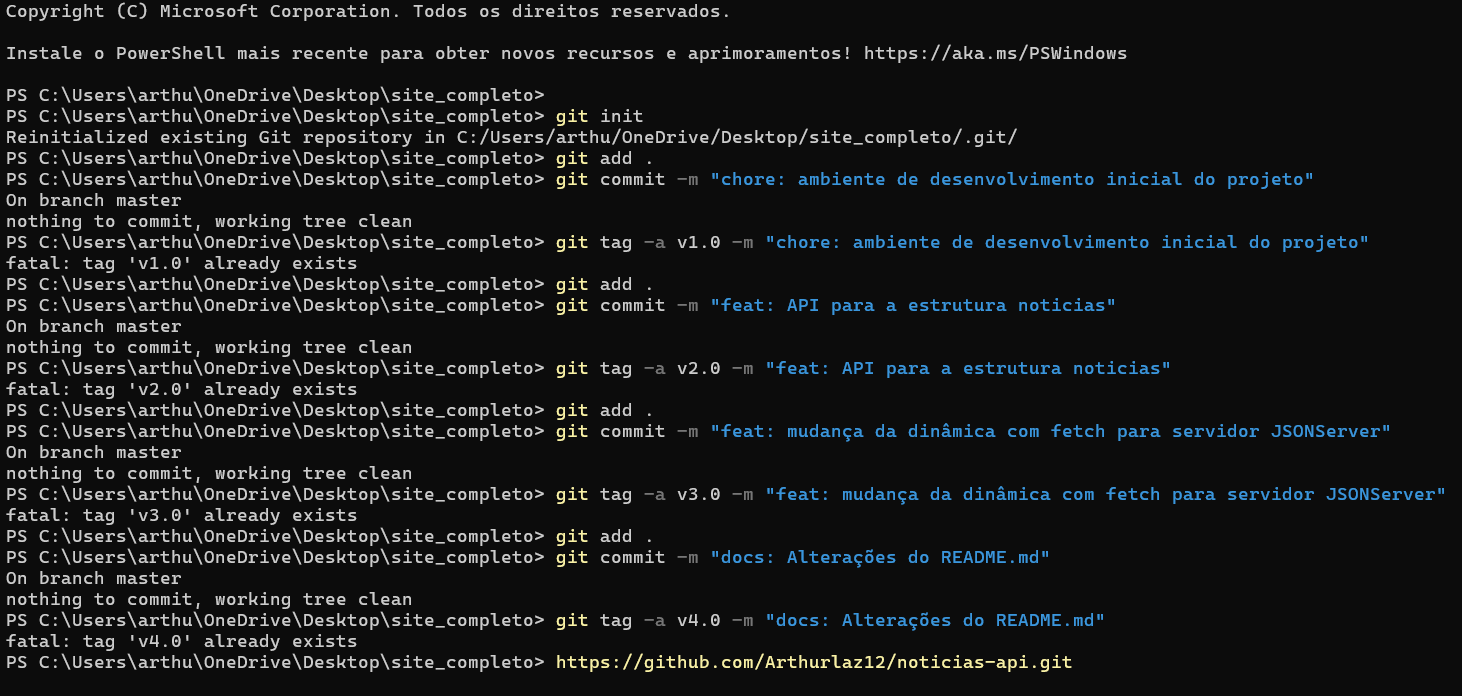 Copyright (C) Microsoft Corporation. Todos os direitos reservados.
Instale o PowerShell mais recente para obter novos recursos e aprimoramentos! https://aka.ms/PSWindows
PS C:\Users\arthu\OneDrive\Desktop\site_completo>
PS C:\Users\arthu\OneDrive\Desktop\site_completo> git init
Reinitialized existing Git repository in C:/Users/arthu/OneDrive/Desktop/site_completo/.git/
PS C:\Users\arthu\OneDrive\Desktop\site_completo> git add .
PS C:\Users\arthu\OneDrive\Desktop\site_completo> git commit -m "chore: ambiente de desenvolvimento inicial do projeto"
On branch master
nothing to commit, working tree clean
PS C:\Users\arthu\OneDrive\Desktop\site_completo> git tag -a v1.0 -m "chore: ambiente de desenvolvimento inicial do projeto"
fatal: tag 'v1.0' already exists
PS C:\Users\arthu\OneDrive\Desktop\site_completo> git add .
PS C:\Users\arthu\OneDrive\Desktop\site_completo> git commit -m "feat: API para a estrutura noticias"
On branch master
nothing to commit, working tree clean
PS C:\Users\arthu\OneDrive\Desktop\site_completo> git tag -a v2.0 -m "feat: API para a estrutura noticias"
fatal: tag 'v2.0' already exists
PS C:\Users\arthu\OneDrive\Desktop\site_completo> git add .
PS C:\Users\arthu\OneDrive\Desktop\site_completo> git commit -m "feat: mudança da dinâmica com fetch para servidor JSONServer"
On branch master
nothing to commit, working tree clean
PS C:\Users\arthu\OneDrive\Desktop\site_completo> git tag -a v3.0 -m "feat: mudança da dinâmica com fetch para servidor JSONServer"
fatal: tag 'v3.0' already exists
PS C:\Users\arthu\OneDrive\Desktop\site_completo> git add .
PS C:\Users\arthu\OneDrive\Desktop\site_completo> git commit -m "docs: Alterações do README.md"
On branch master
nothing to commit, working tree clean
PS C:\Users\arthu\OneDrive\Desktop\site_completo> git tag -a v4.0 -m "docs: Alterações do README.md"
fatal: tag 'v4.0' already exists
PS C:\Users\arthu\OneDrive\Desktop\site_completo> https://github.com/Arthurlaz12/noticias-api.git